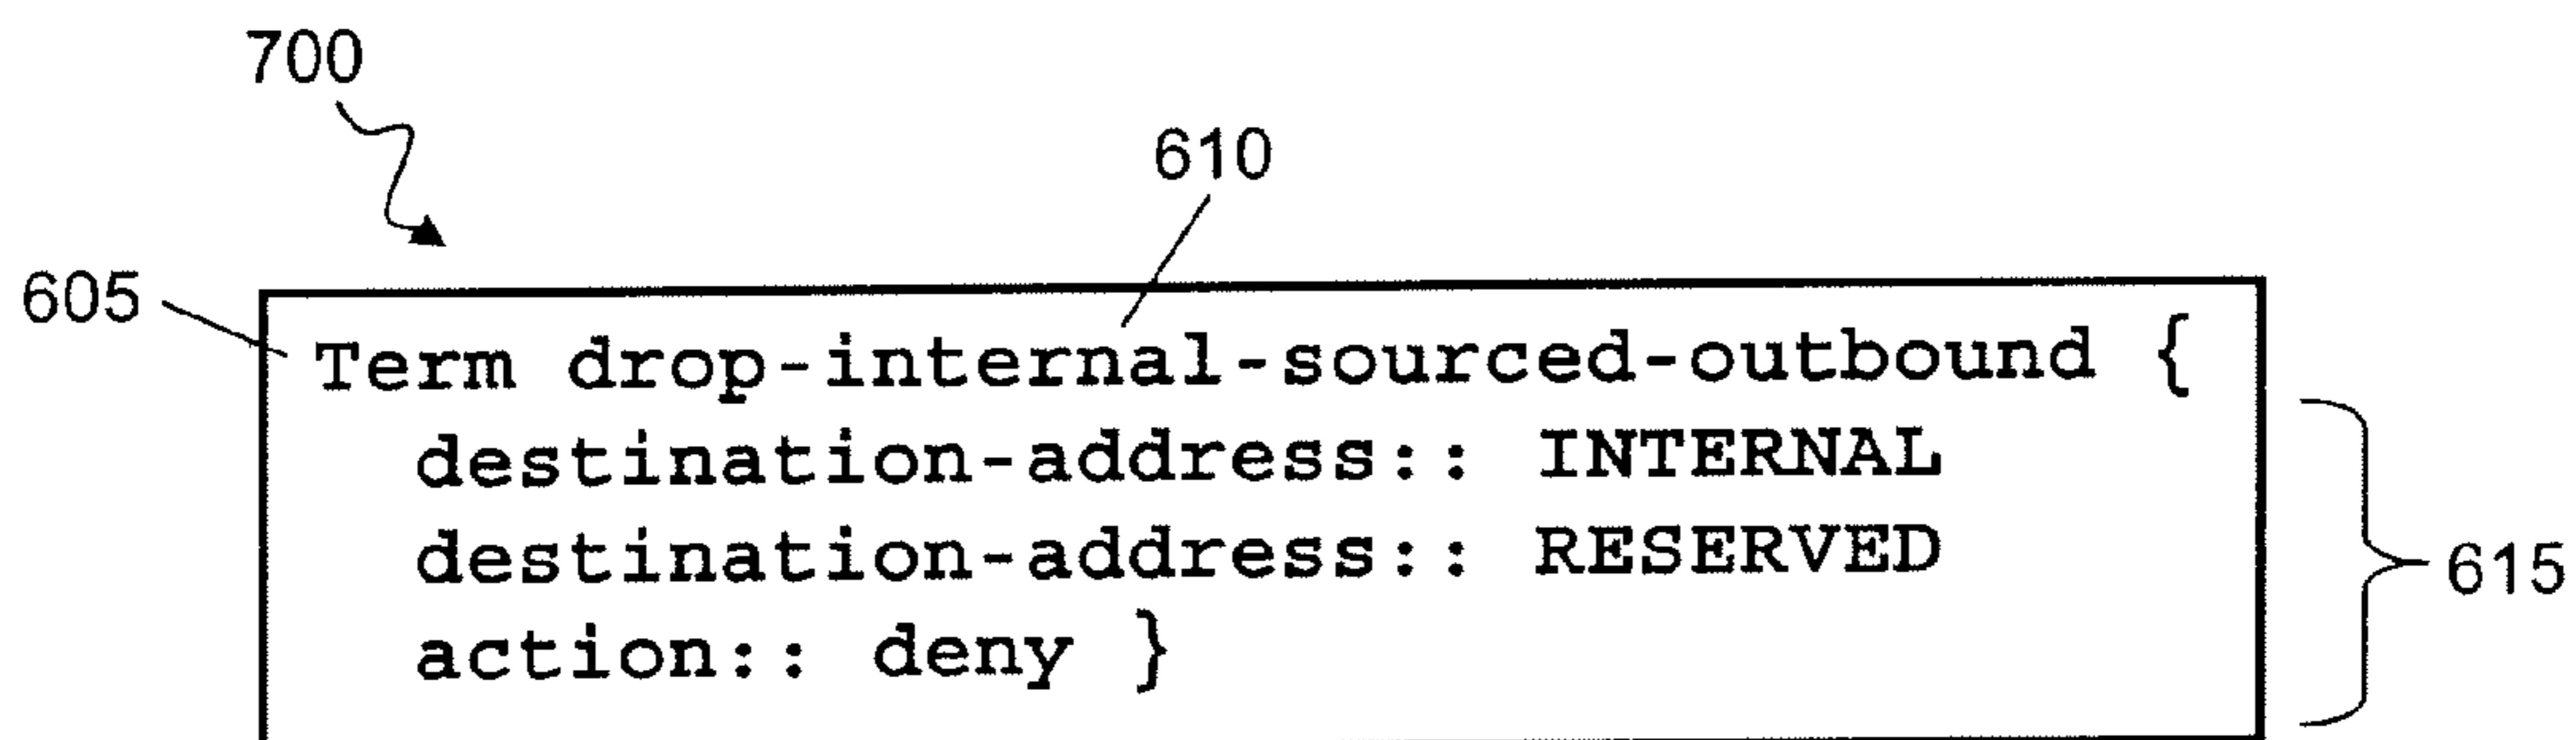 700
610
605
Term drop-internal-sourced-outbound {
destination-address:: INTERNAL
destination-address:: RESERVED
615
action:: deny }